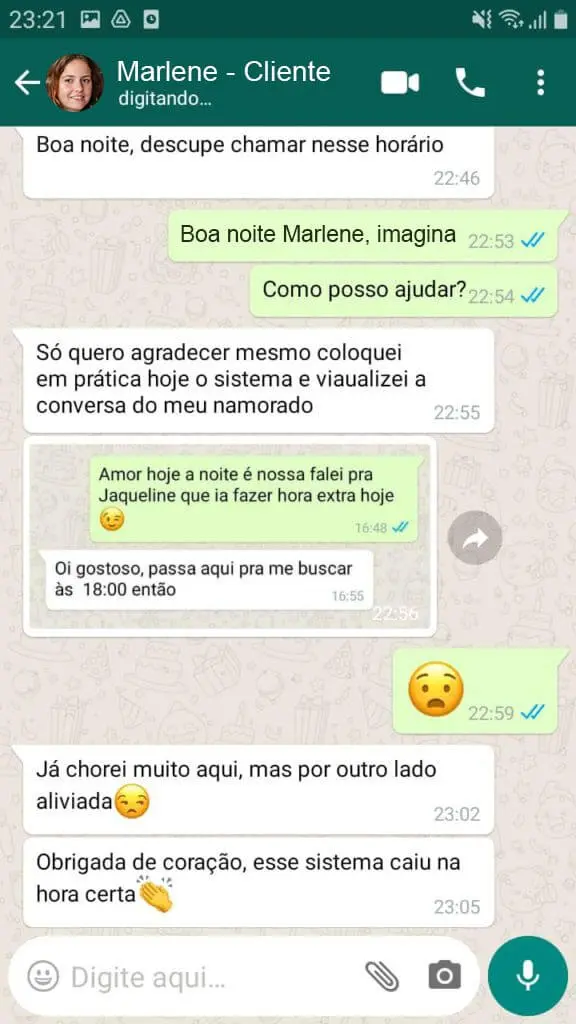 23:21
Marlene - Cliente
digitando...
Boa noite, descupe chamar nesse horário
22:46
Boa noite Marlene, imagina 22:53
Como posso ajudar? 22:54
Só quero agradecer mesmo coloquei
em prática hoje o sistema e viaualizei a
conversa do meu namorado 22:55
Amor hoje a noite é nossa falei pra
Jaqueline que ia fazer hora extra hoje
16:48
Oi gostoso, passa aqui pra me buscar
às 18:00 então 16:55
22:56
22:59
Já chorei muito aqui, mas por outro lado
aliviada😒 23:02
Obrigada de coração, esse sistema caiu na
hora certa👏 23:05
Digite aqui...